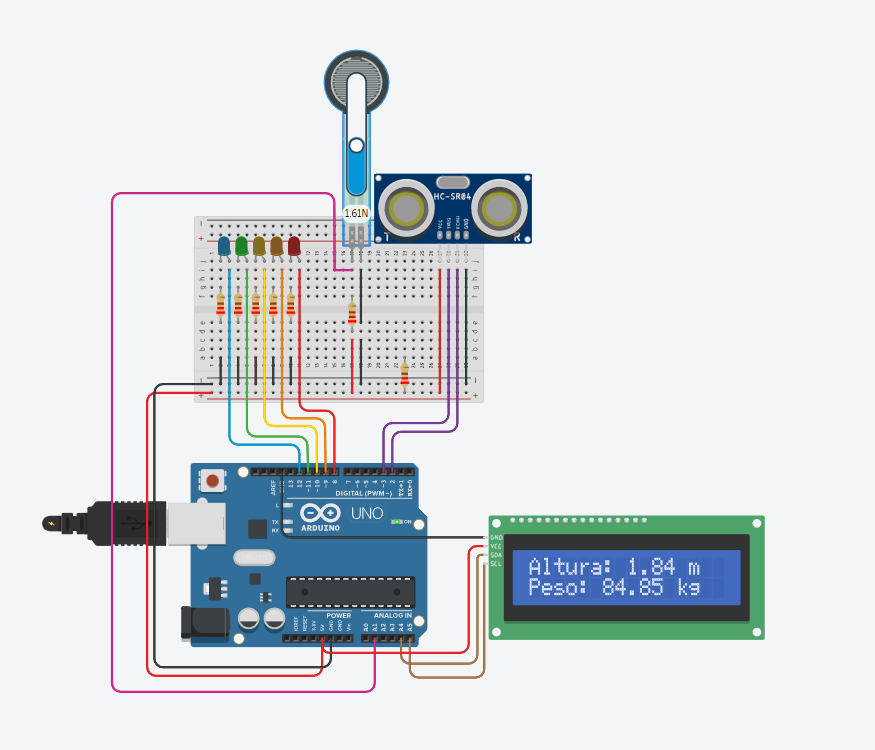 1.61N
HC-SR04
VCC
TRIG
ECHO
GND
T
R
AREF
13
12
~11
~10
~9
8
7
~6
~5
4
~3
2
TX→1
RX←0
DIGITAL (PWM~)
L
TX
RX
UNO
ARDUINO
ON
POWER
ANALOG IN
IOREF
RESET
3.3V
5V
GND
GND
Vin
A0
A1
A2
A3
A4
A5
GND
VCC
SDA
SCL
Altura: 1.84 m
Peso: 84.85 kg